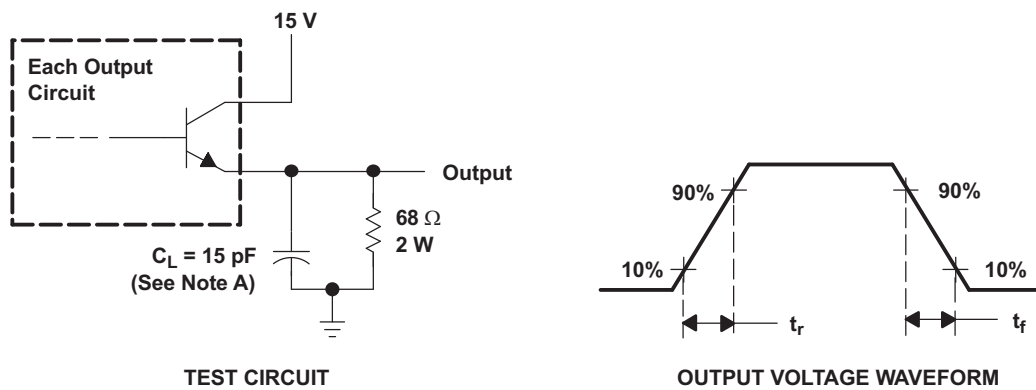 15 V
Each Output
Circuit
Output
68 Ω
2 W
C_L = 15 pF
(See Note A)
TEST CIRCUIT
90%
90%
10%
10%
t_r
t_f
OUTPUT VOLTAGE WAVEFORM